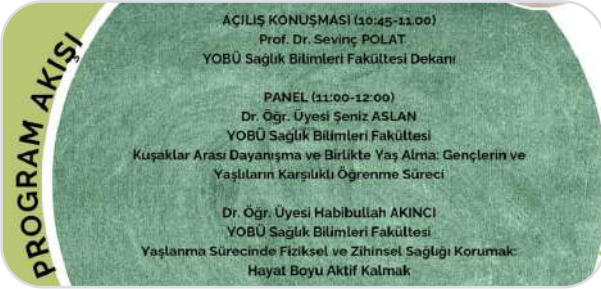 PROGRAM AKIŞI
AÇILIŞ KONUŞMASI (10:45-11.00)
Prof. Dr. Sevinç POLAT
YOBÜ Sağlık Bilimleri Fakültesi Dekanı
PANEL (11:00-12:00)
Dr. Öğr. Üyesi Şeniz ASLAN
YOBÜ Sağlık Bilimleri Fakültesi
Kuşaklar Arası Dayanışma ve Birlikte Yaş Alma: Gençlerin ve
Yaşlıların Karşılıklı Öğrenme Süreci
Dr. Öğr. Üyesi Habibullah AKINCI
YOBÜ Sağlık Bilimleri Fakültesi
Yaşlanma Sürecinde Fiziksel ve Zihinsel Sağlığı Korumak:
Hayat Boyu Aktif Kalmak